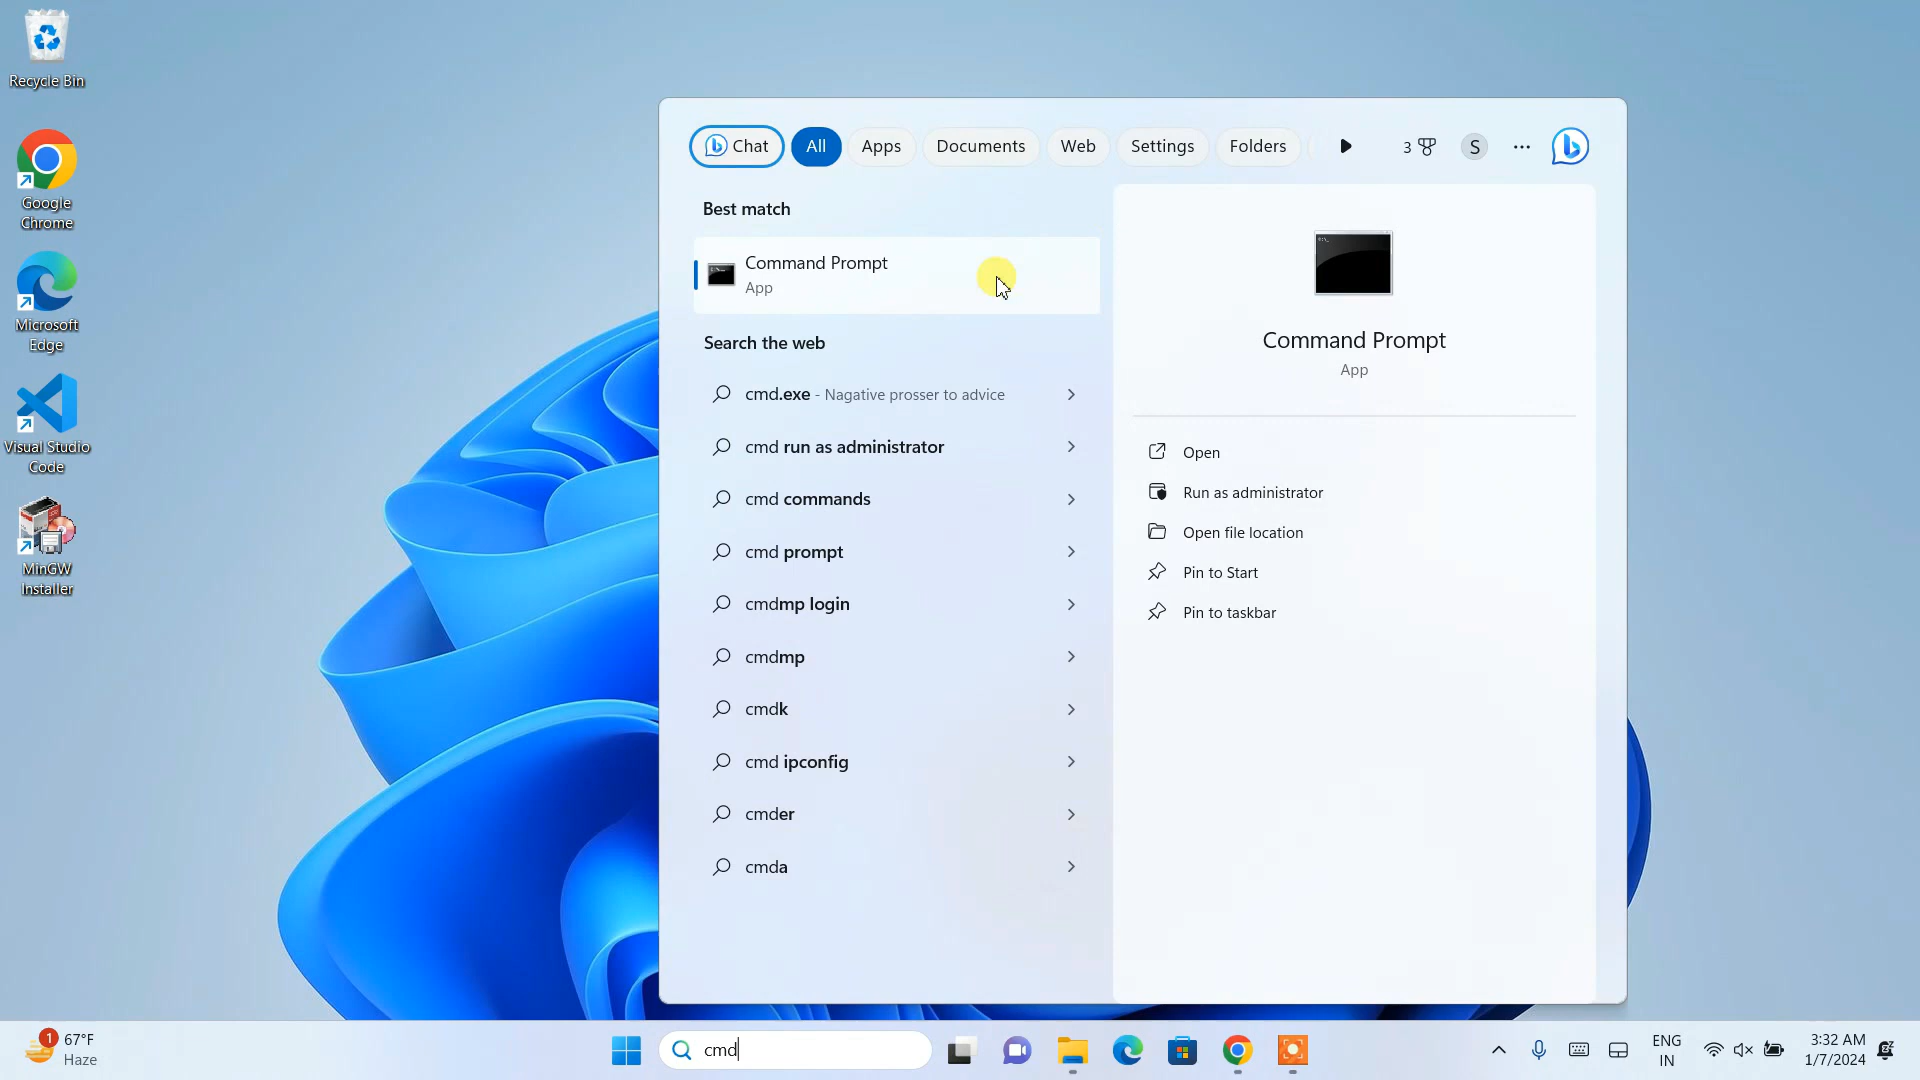 Recycle Bin
Google
Chrome
Microsoft
Edge
Visual Studio
Code
MinGW
Installer
Chat
All
Apps
Documents
Web
Settings
Folders
3
S
Best match
Command Prompt
App
Search the web
cmd.exe - Nagative prosser to advice
cmd run as administrator
cmd commands
cmd prompt
cmdmp login
cmdmp
cmdk
cmd ipconfig
cmder
cmda
Command Prompt
App
Open
Run as administrator
Open file location
Pin to Start
Pin to taskbar
1
67°F
Haze
cmd
ENG
IN
3:32 AM
1/7/2024